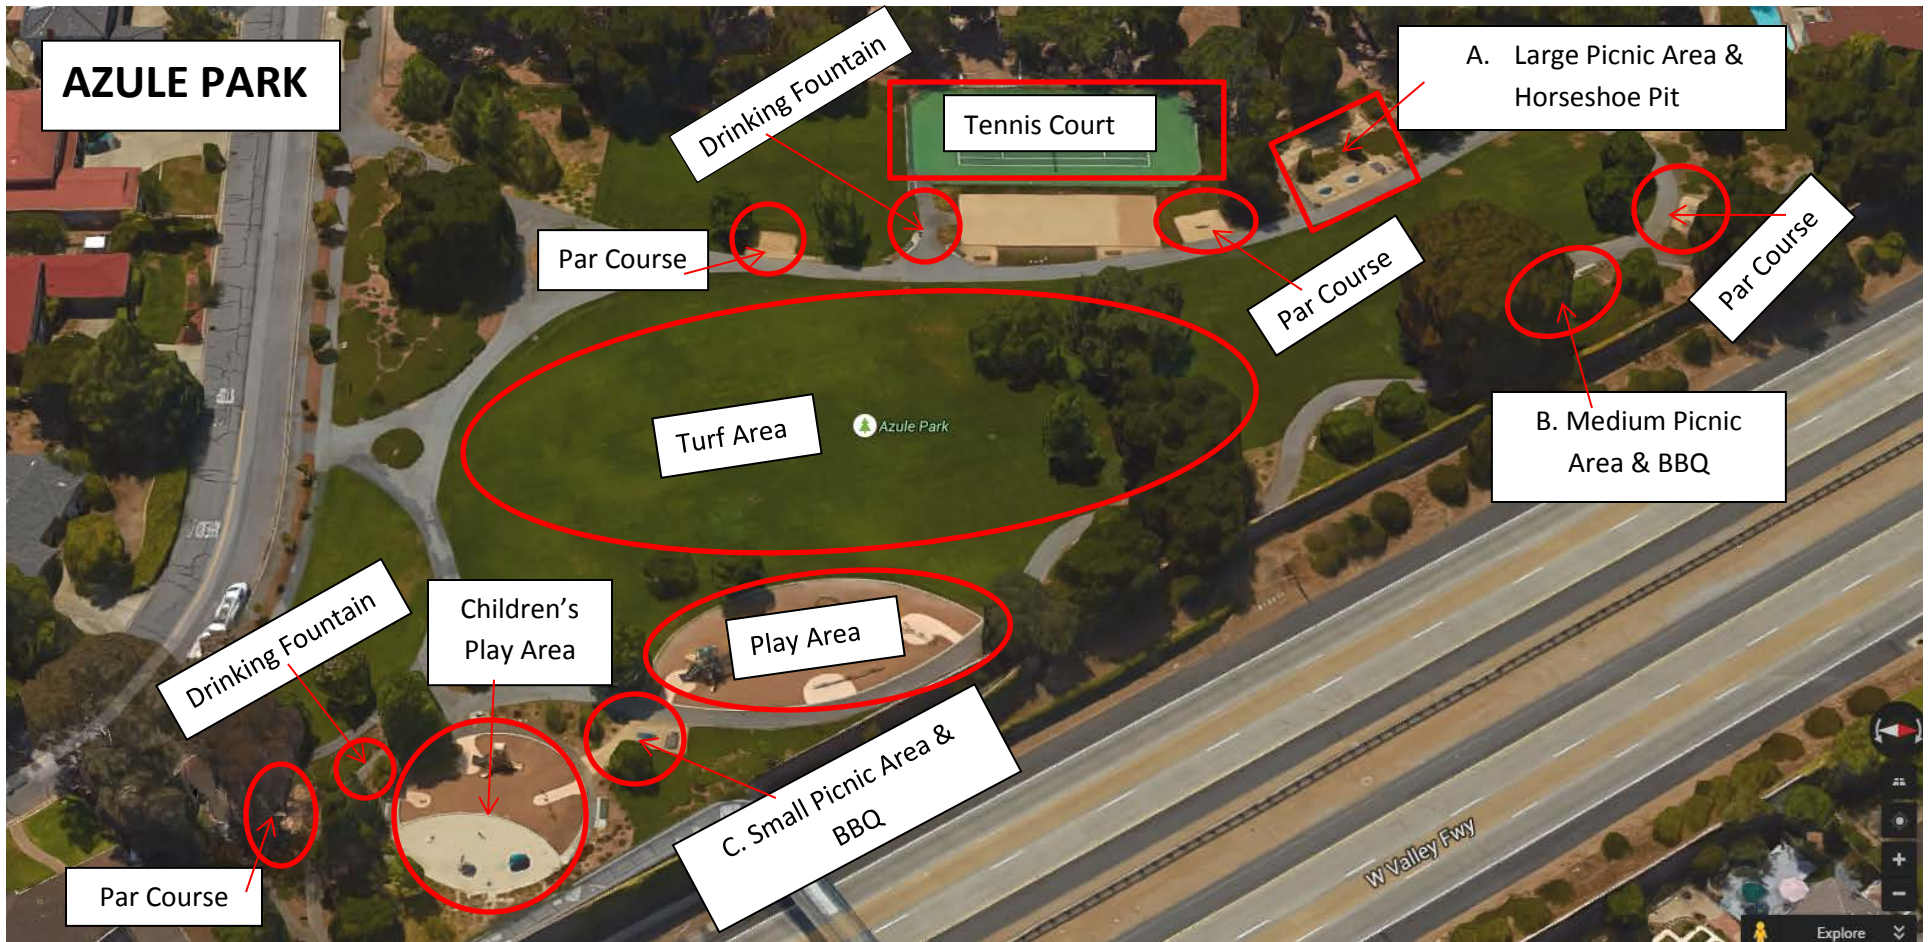 AZULE PARK
Drinking Fountain
Tennis Court
A. Large Picnic Area &
Horseshoe Pit
Par Course
Par Course
Par Course
Turf Area
Azule Park
B. Medium Picnic
Area & BBQ
Drinking Fountain
Children’s
Play Area
Play Area
C. Small Picnic Area &
BBQ
Par Course
W Valley Fwy
Explore